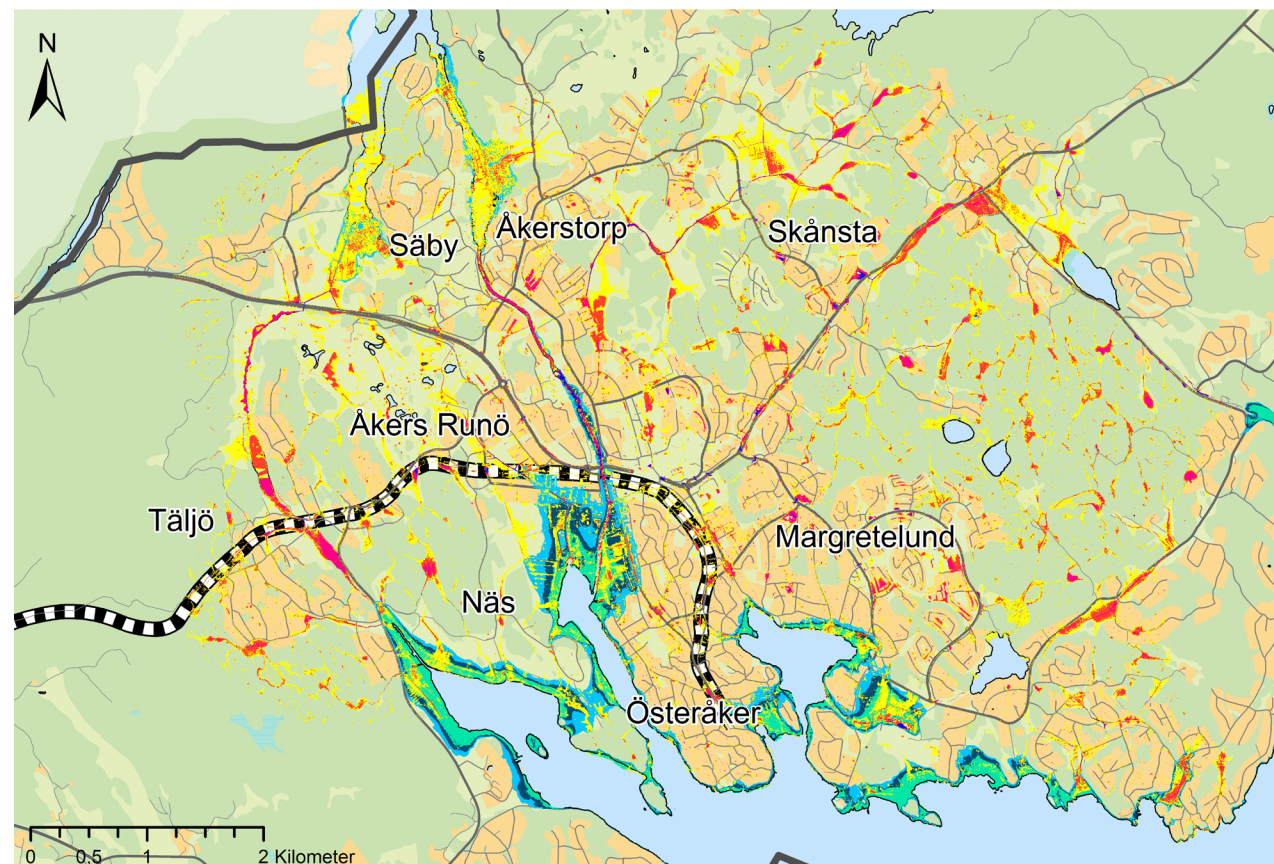 N
Säby
Åkerstorp
Skånsta
Åkers Runö
Täljö
Margretelund
Näs
Österåker
0 0,5 1 2 Kilometer